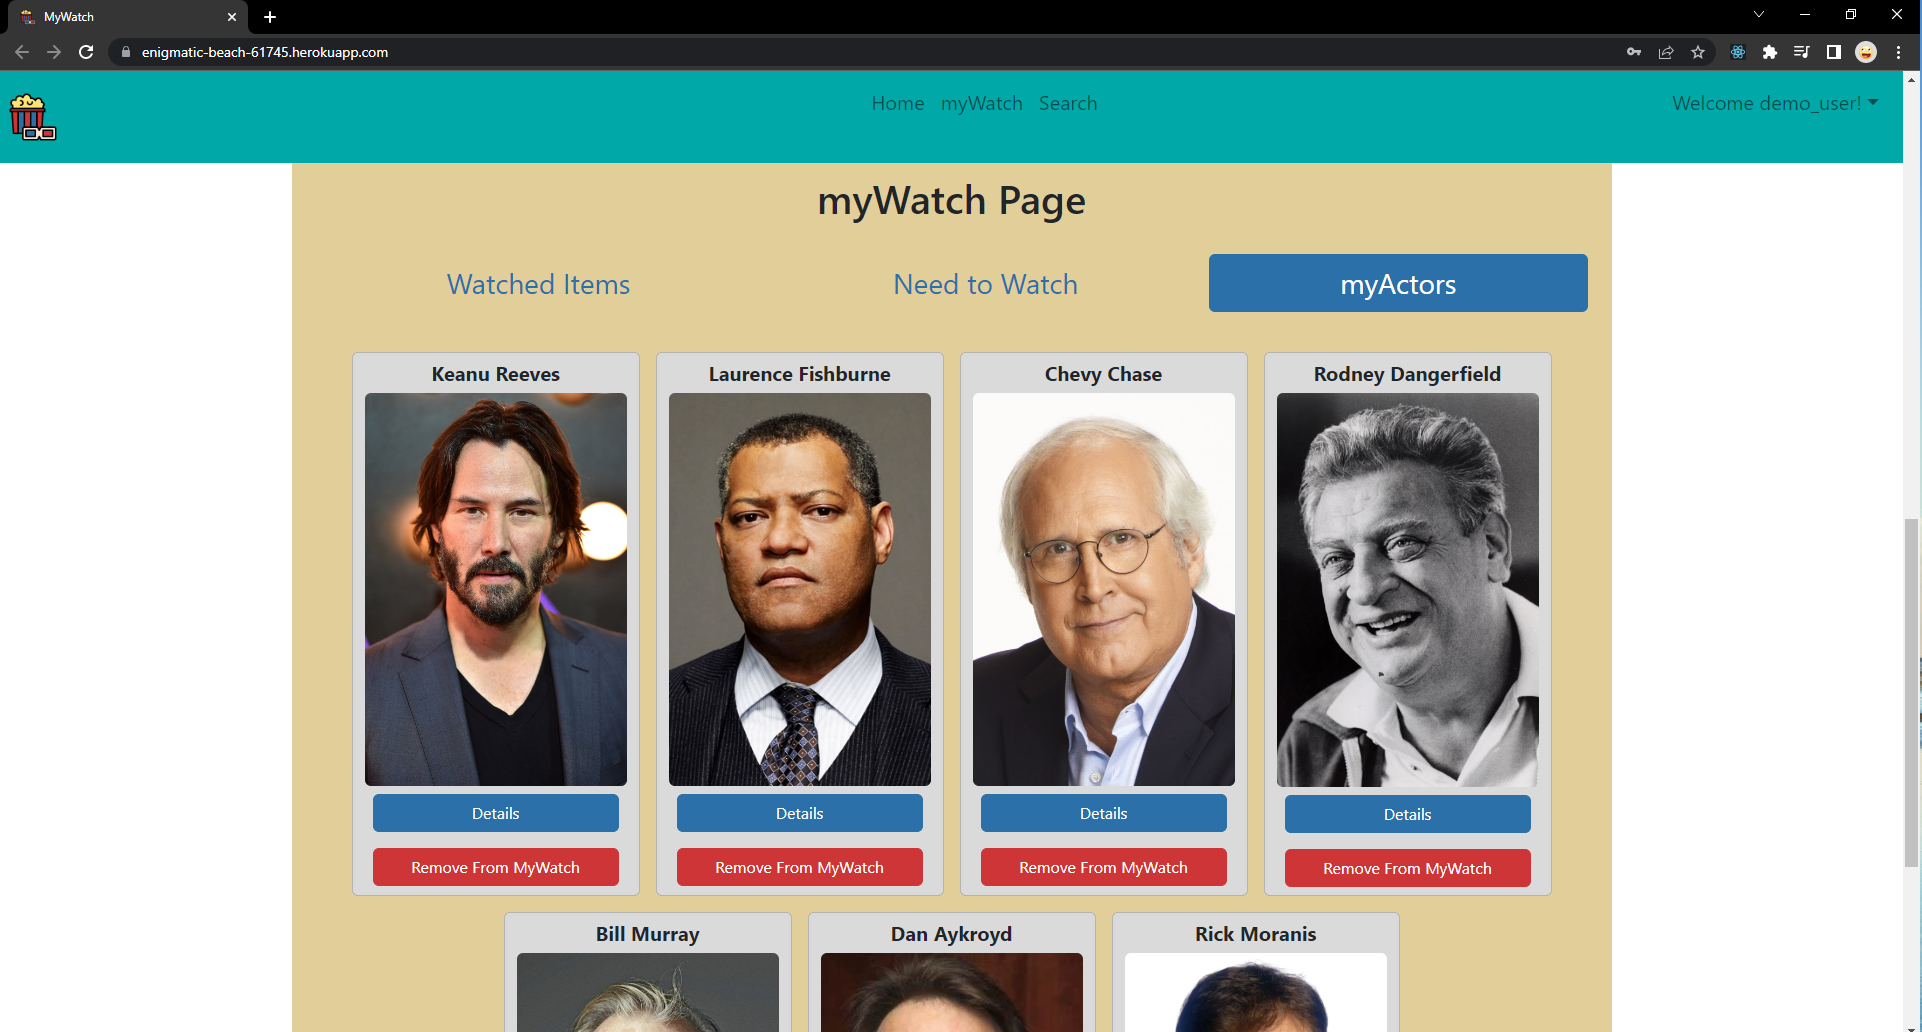 MyWatch
enigmatic-beach-61745.herokuapp.com
Home myWatch Search Welcome demo_user!
myWatch Page
Watched Items Need to Watch myActors
Keanu Reeves Laurence Fishburne Chevy Chase Rodney Dangerfield
Details Details Details Details
Remove From MyWatch Remove From MyWatch Remove From MyWatch Remove From MyWatch
Bill Murray Dan Aykroyd Rick Moranis